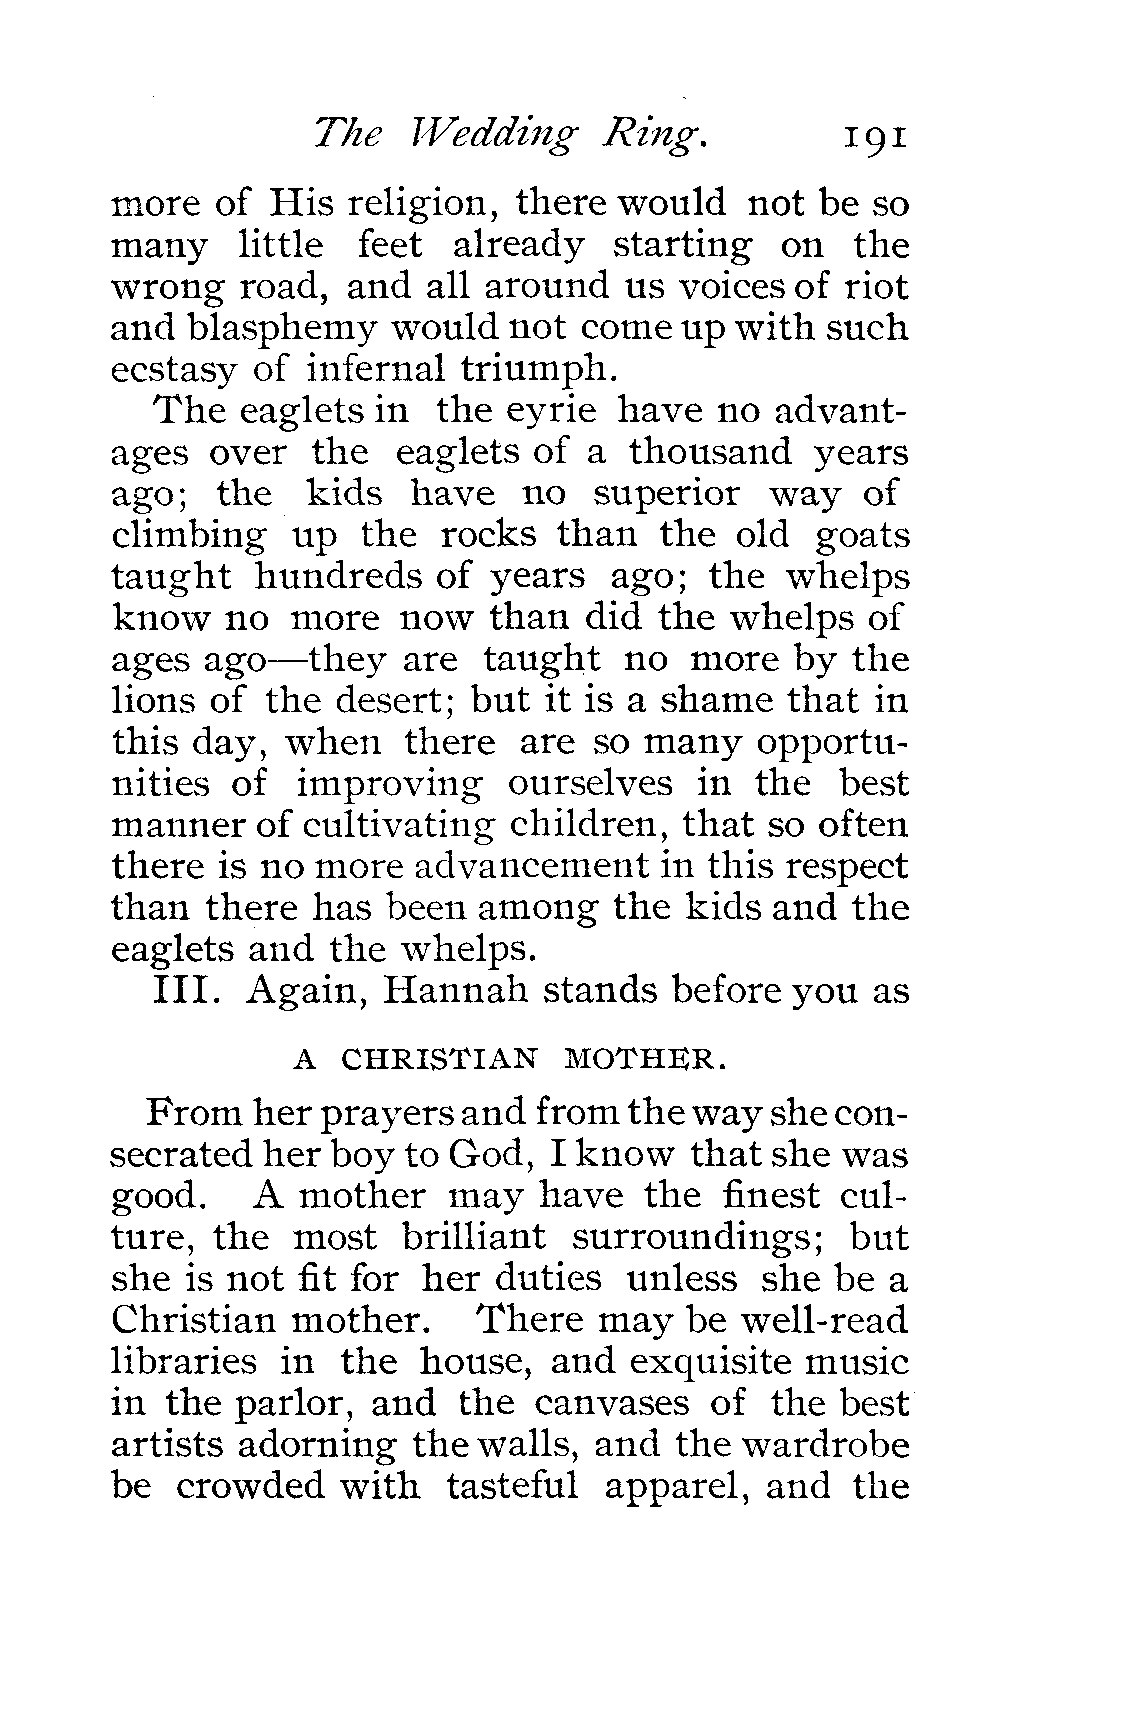 The Wedding Ring. 191
more of His religion, there would not be so
many little feet already starting on the
wrong road, and all around us voices of riot
and blasphemy would not come up with such
ecstasy of infernal triumph.
The eaglets in the eyrie have no advant-
ages over the eaglets of a thousand years
ago; the kids have no superior way of
climbing up the rocks than the old goats
taught hundreds of years ago; the whelps
know no more now than did the whelps of
ages ago—they are taught no more by the
lions of the desert; but it is a shame that in
this day, when there are so many opportu-
nities of improving ourselves in the best
manner of cultivating children, that so often
there is no more advancement in this respect
than there has been among the kids and the
eaglets and the whelps.
III. Again, Hannah stands before you as
A CHRISTIAN MOTHER.
From her prayers and from the way she con-
secrated her boy to God, I know that she was
good. A mother may have the finest cul-
ture, the most brilliant surroundings; but
she is not fit for her duties unless she be a
Christian mother. There may be well-read
libraries in the house, and exquisite music
in the parlor, and the canvases of the best
artists adorning the walls, and the wardrobe
be crowded with tasteful apparel, and the